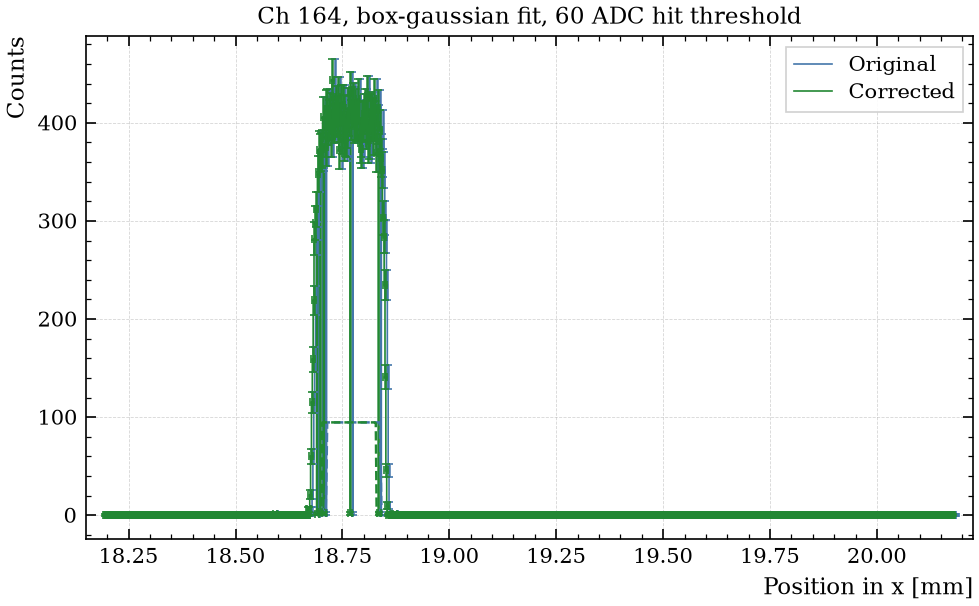 Ch 164, box-gaussian fit, 60 ADC hit threshold
Counts
Original
Corrected
400
300
200
100
0
18.25 18.50 18.75 19.00 19.25 19.50 19.75 20.00
Position in x [mm]